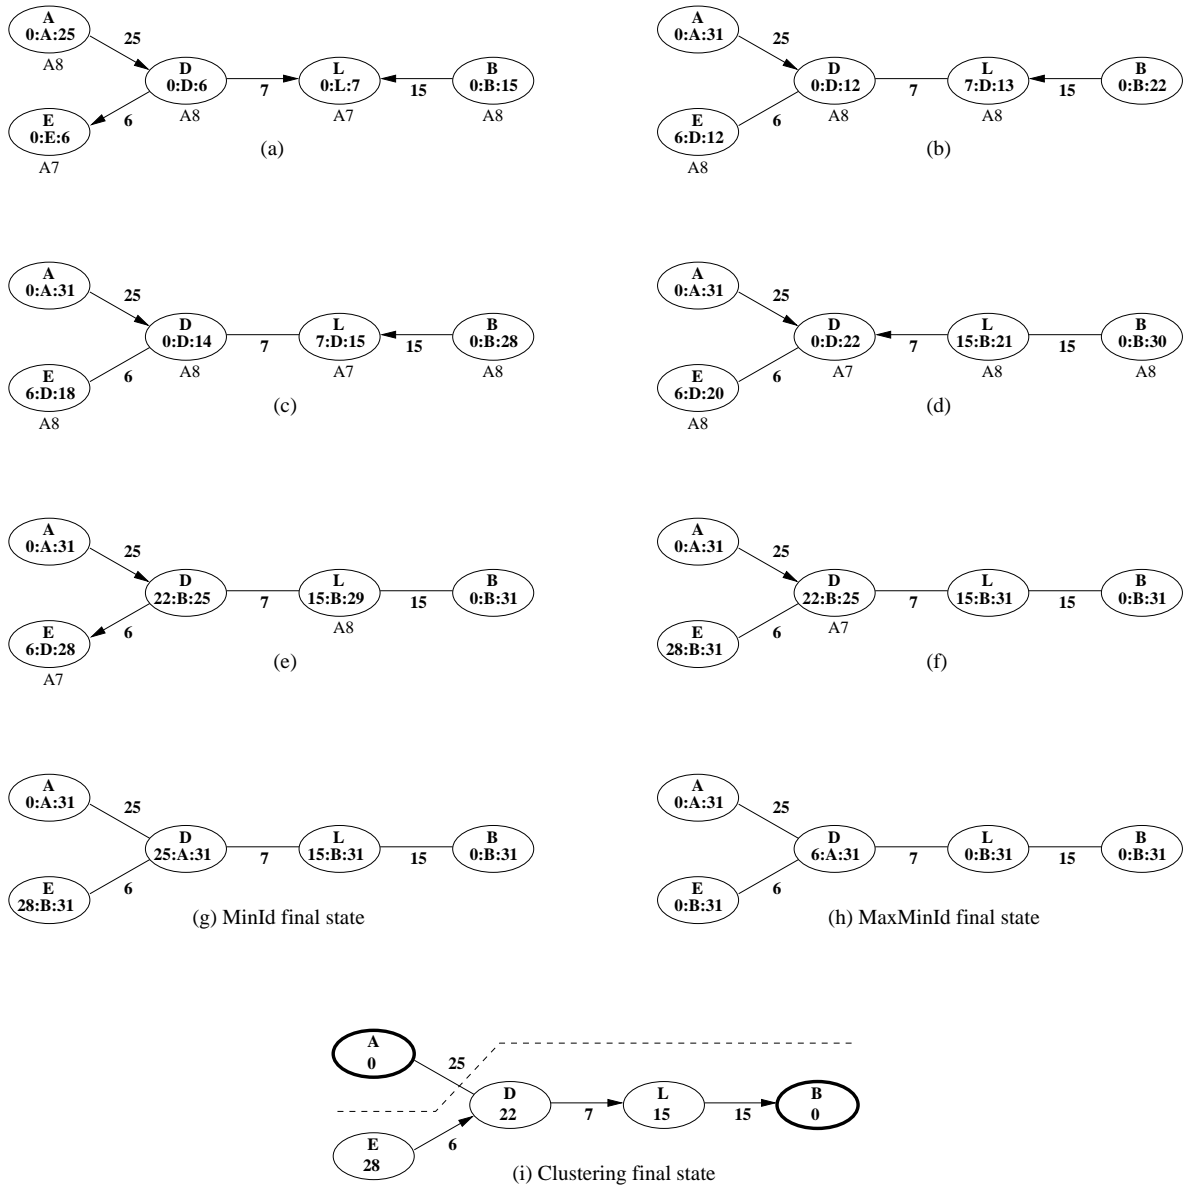 A
0:A:25
A8
25
D
0:D:6
A8
7
L
0:L:7
A7
15
B
0:B:15
A8
E
0:E:6
A7
6
(a)
A
0:A:31
25
D
0:D:12
A8
7
L
7:D:13
A8
15
B
0:B:22
E
6:D:12
A8
6
(b)
A
0:A:31
25
D
0:D:14
A8
7
L
7:D:15
A7
15
B
0:B:28
A8
E
6:D:18
A8
6
(c)
A
0:A:31
25
D
0:D:22
A7
7
L
15:B:21
A8
15
B
0:B:30
A8
E
6:D:20
A8
6
(d)
A
0:A:31
25
D
22:B:25
7
L
15:B:29
A8
15
B
0:B:31
E
6:D:28
A7
6
(e)
A
0:A:31
25
D
22:B:25
A7
7
L
15:B:31
15
B
0:B:31
E
28:B:31
6
(f)
A
0:A:31
25
D
25:A:31
7
L
15:B:31
15
B
0:B:31
E
28:B:31
6
(g) MinId final state
A
0:A:31
25
D
6:A:31
7
L
0:B:31
15
B
0:B:31
E
0:B:31
6
(h) MaxMinId final state
A
0
25
D
22
7
L
15
15
B
0
E
28
6
(i) Clustering final state